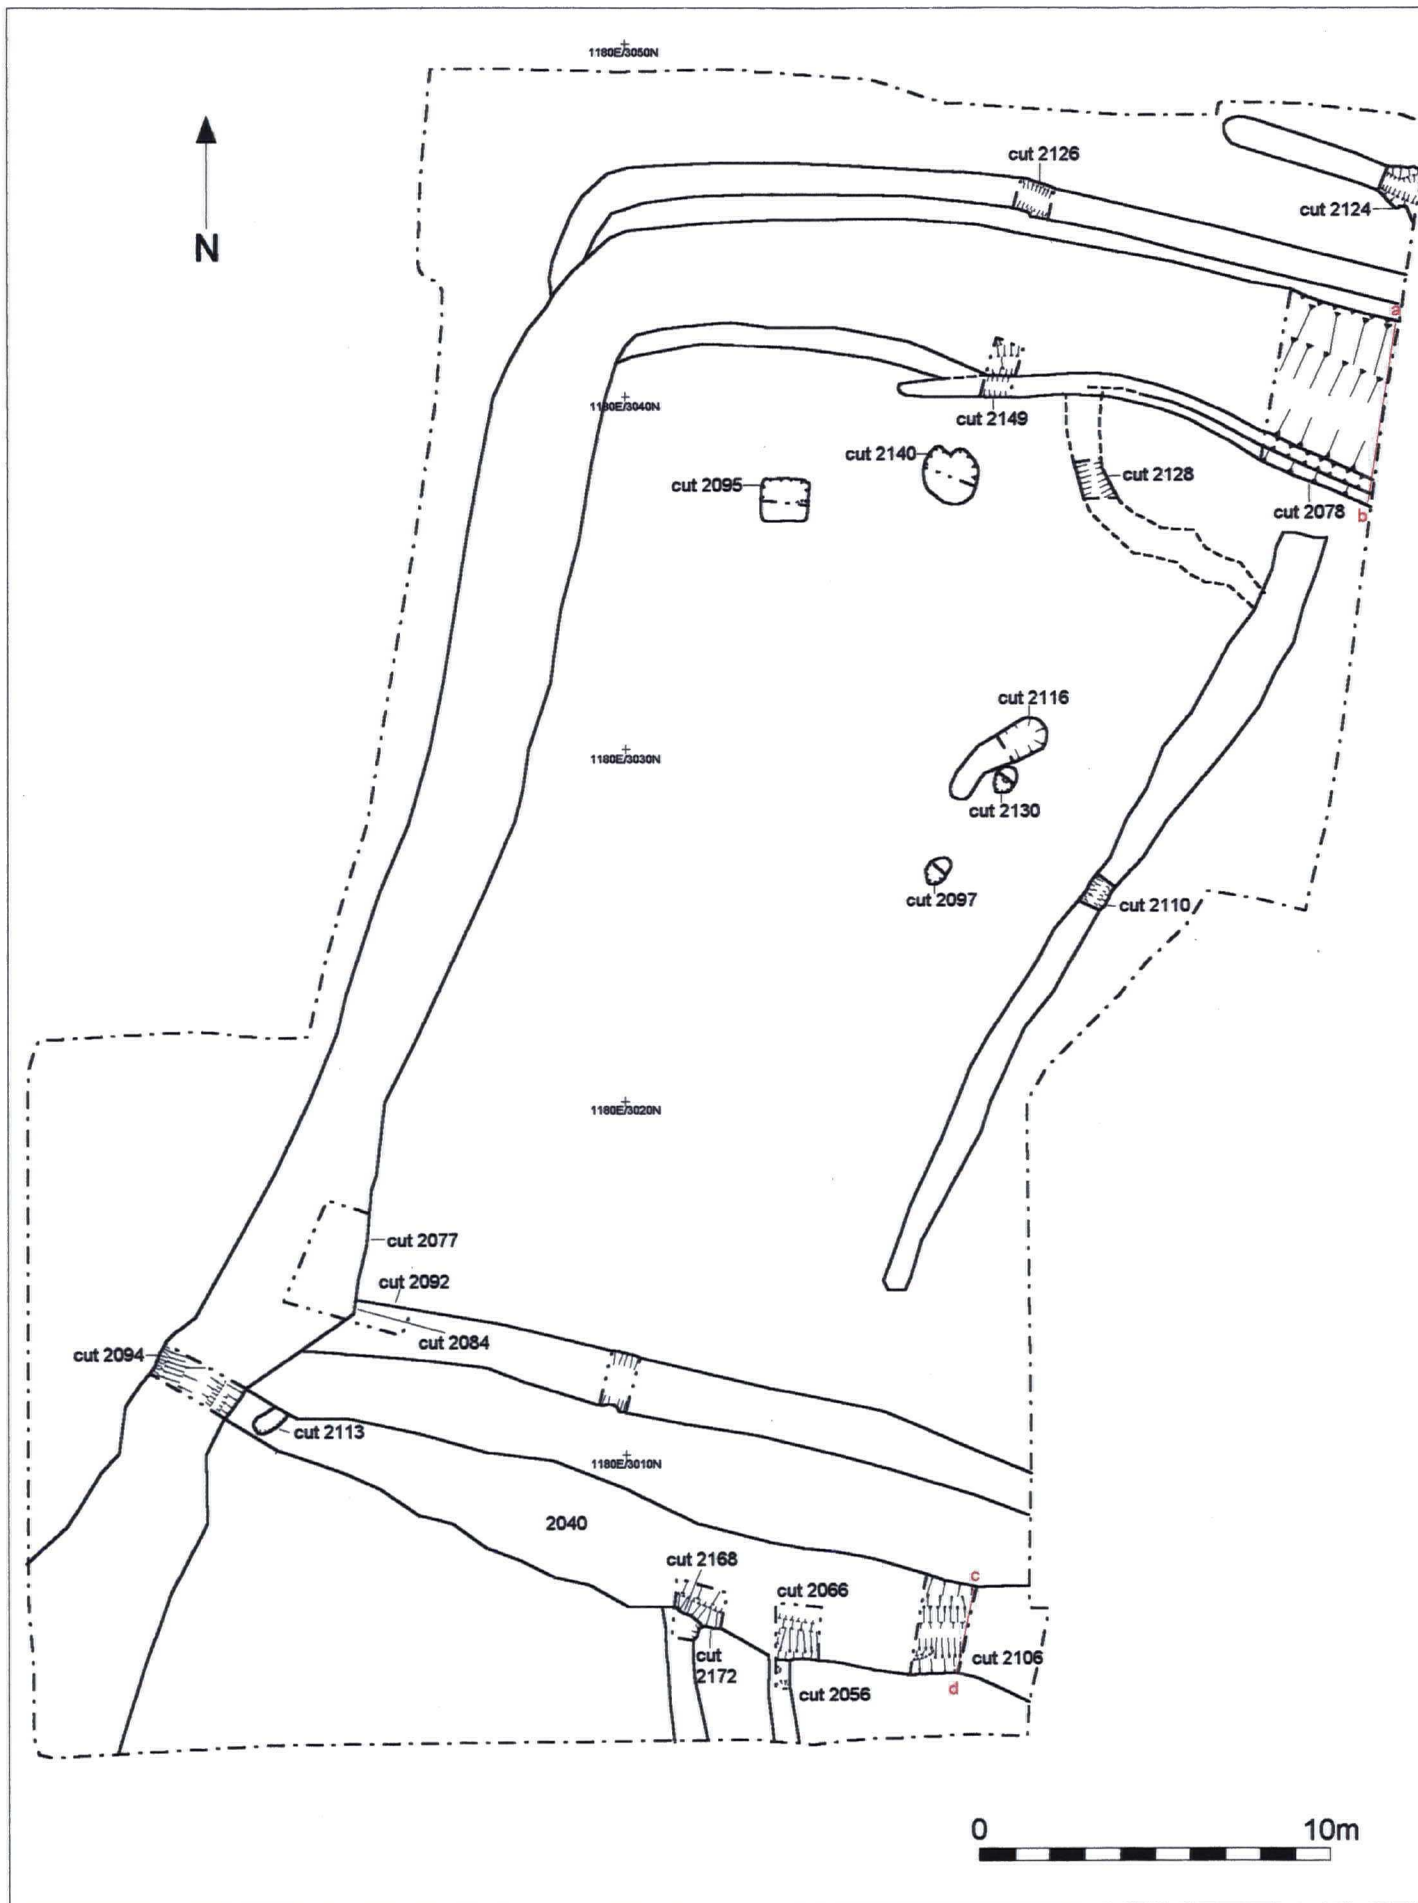 1180E/3050N
cut 2126
cut 2124
N
a
1180E/3040N
cut 2149
cut 2140
cut 2128
cut 2095
cut 2078
b
cut 2116
1180E/3030N
cut 2130
cut 2097
cut 2110
1180E/3020N
cut 2077
cut 2092
cut 2084
cut 2094
cut 2113
1180E/3010N
2040
cut 2168
c
cut 2066
cut
2172
cut 2106
d
cut 2056
0
10m